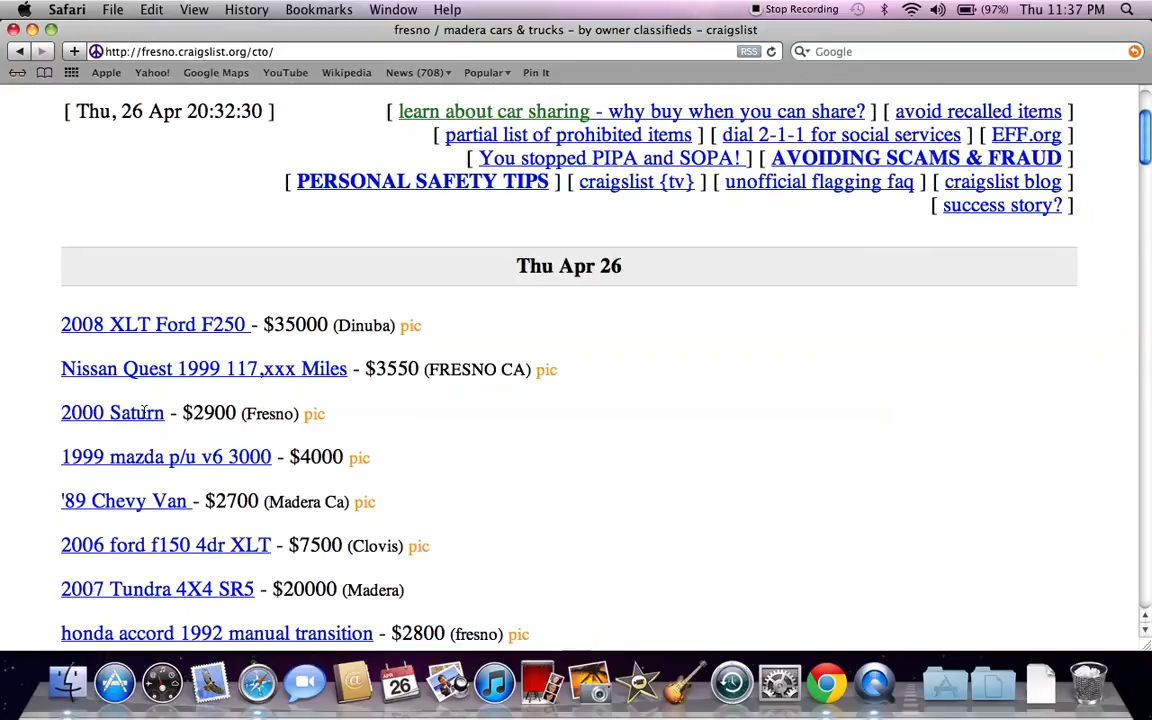 Safari File Edit View History Bookmarks Window Help Stop Recording (97%) Thu 11:37 PM
fresno / madera cars & trucks – by owner classifieds – craigslist
http://fresno.craigslist.org/cto/ RSS Google
Apple Yahoo! Google Maps YouTube Wikipedia News (708) Popular Pin It
[ Thu, 26 Apr 20:32:30 ] [ learn about car sharing - why buy when you can share? ] [ avoid recalled items ]
[ partial list of prohibited items ] [ dial 2-1-1 for social services ] [ EFF.org ]
[ You stopped PIPA and SOPA! ] [ AVOIDING SCAMS & FRAUD ]
[ PERSONAL SAFETY TIPS ] [ craigslist {tv} ] [ unofficial flagging faq ] [ craigslist blog ]
[ success story? ]
Thu Apr 26
2008 XLT Ford F250 - $35000 (Dinuba) pic
Nissan Quest 1999 117,xxx Miles - $3550 (FRESNO CA) pic
2000 Saturn - $2900 (Fresno) pic
1999 mazda p/u v6 3000 - $4000 pic
'89 Chevy Van - $2700 (Madera Ca) pic
2006 ford f150 4dr XLT - $7500 (Clovis) pic
2007 Tundra 4X4 SR5 - $20000 (Madera)
honda accord 1992 manual transition - $2800 (fresno) pic
26